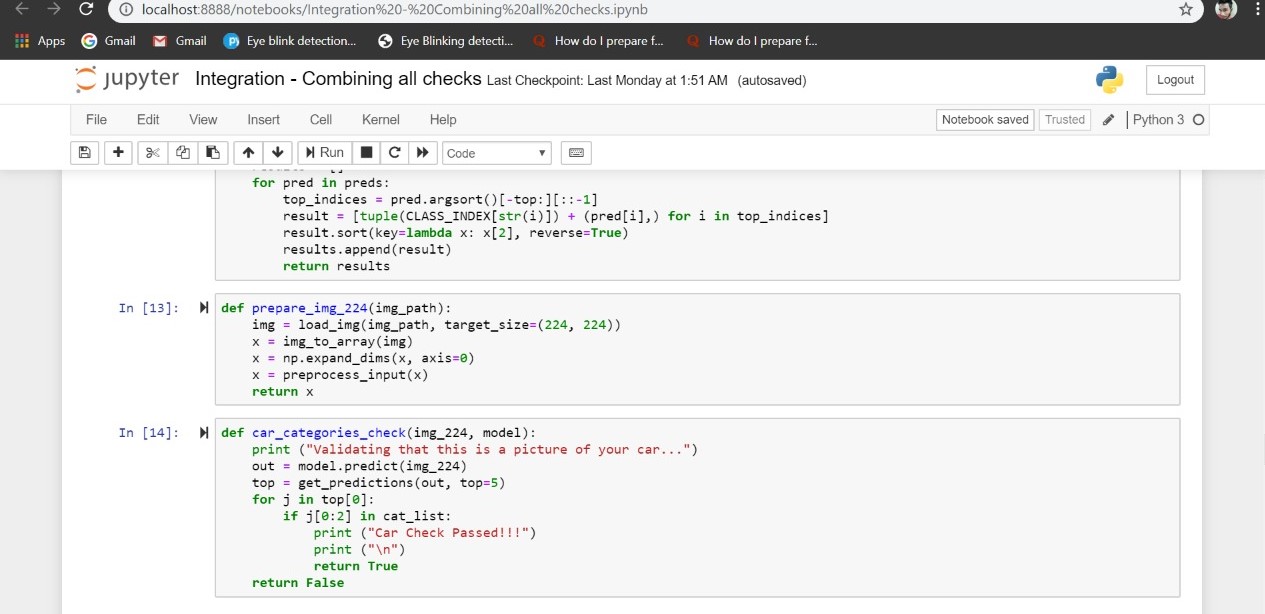 localhost:8888/notebooks/Integration%20-%20Combining%20all%20checks.ipynb
Apps Gmail Gmail Eye blink detection... Eye Blinking detecti... How do I prepare f... How do I prepare f...
jupyter Integration - Combining all checks Last Checkpoint: Last Monday at 1:51 AM (autosaved) Logout
File Edit View Insert Cell Kernel Help Notebook saved Trusted Python 3
Run Code
for pred in preds:
top_indices = pred.argsort()[-top:][::-1]
result = [tuple(CLASS_INDEX[str(i)]) + (pred[i],) for i in top_indices]
result.sort(key=lambda x: x[2], reverse=True)
results.append(result)
return results
In [13]: def prepare_img_224(img_path):
img = load_img(img_path, target_size=(224, 224))
x = img_to_array(img)
x = np.expand_dims(x, axis=0)
x = preprocess_input(x)
return x
In [14]: def car_categories_check(img_224, model):
print ("Validating that this is a picture of your car...")
out = model.predict(img_224)
top = get_predictions(out, top=5)
for j in top[0]:
if j[0:2] in cat_list:
print ("Car Check Passed!!!")
print ("\n")
return True
return False